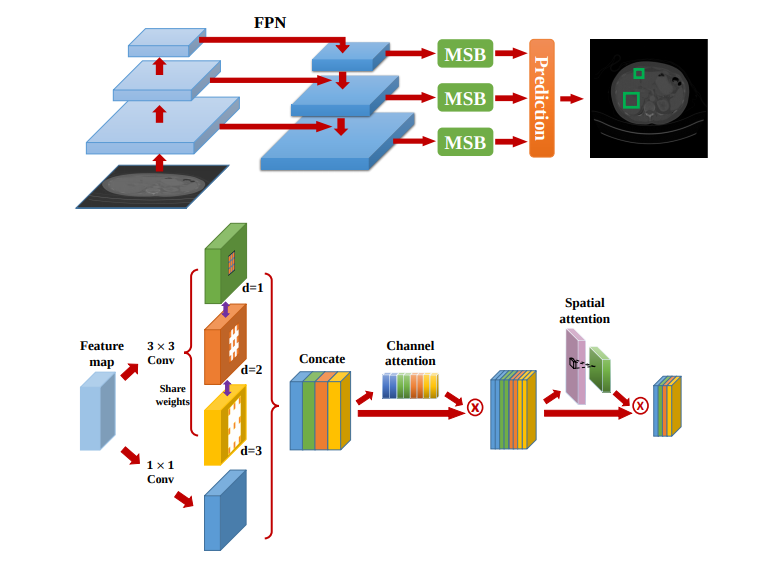 FPN
MSB
MSB
MSB
Prediction
d=1
d=2
d=3
Feature
map
3 × 3
Conv
Share
weights
1 × 1
Conv
Concate
Channel
attention
X
Spatial
attention
X